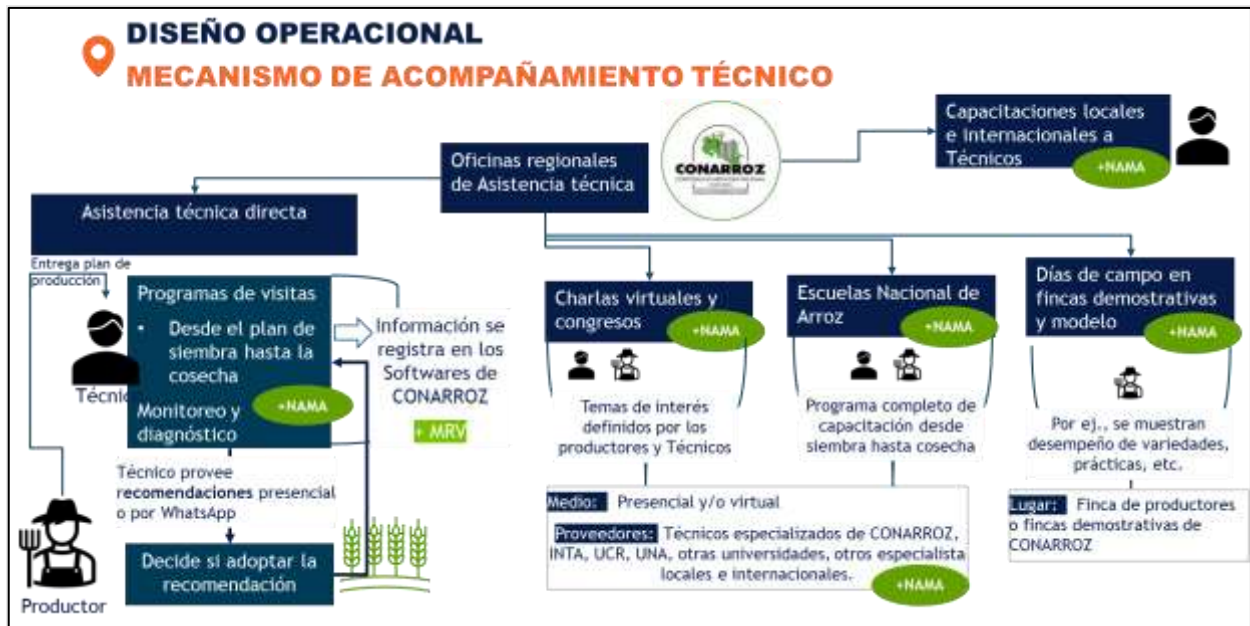 DISEÑO OPERACIONAL
MECANISMO DE ACOMPAÑAMIENTO TÉCNICO
Capacitaciones locales
e Internacionales a
Técnicos
+NAMA
CONARROZ
Oficinas regionales
de Asistencia técnica
Asistencia técnica directa
Entrega plan de
producción
Programas de visitas
• Desde el plan de
siembra hasta la
cosecha
Monitoreo y
diagnóstico
+NAMA
Técnic
Información se
registra en los
Softwares de
CONARROZ
+ MRV
Técnico provee
recomendaciones presencial
o por WhatsApp
Decide si adoptar la
recomendación
Productor
Charlas virtuales y
congresos
+NAMA
Temas de interés
definidos por los
productores y Técnicos
Escuelas Nacional de
Arroz
+NAMA
Programa completo de
capacitación desde
siembra hasta cosecha
Medio: Presencial y/o virtual
Proveedores: Técnicos especializados de CONARROZ,
INTA, UCR, UNA, otras universidades, otros especialista
locales e internacionales.
+NAMA
Días de campo en
fincas demostrativas
y modelo
+NAMA
Por ej., se muestran
desempeño de variedades,
prácticas, etc.
Lugar: Finca de productores
o fincas demostrativas de
CONARROZ